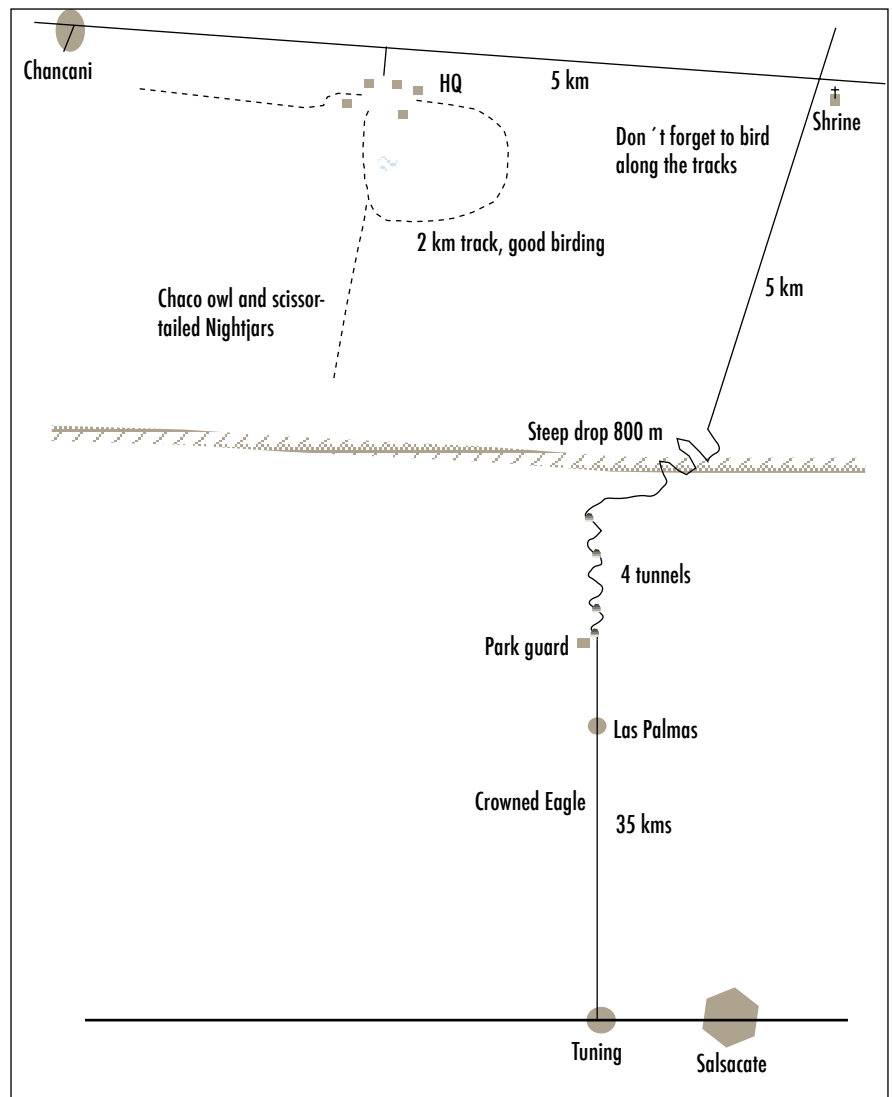 Chancani
HQ
5 km
Shrine
Don ´t forget to bird
along the tracks
2 km track, good birding
5 km
Chaco owl and scissor-
tailed Nightjars
Steep drop 800 m
4 tunnels
Park guard
Las Palmas
Crowned Eagle
35 kms
Tuning
Salsacate